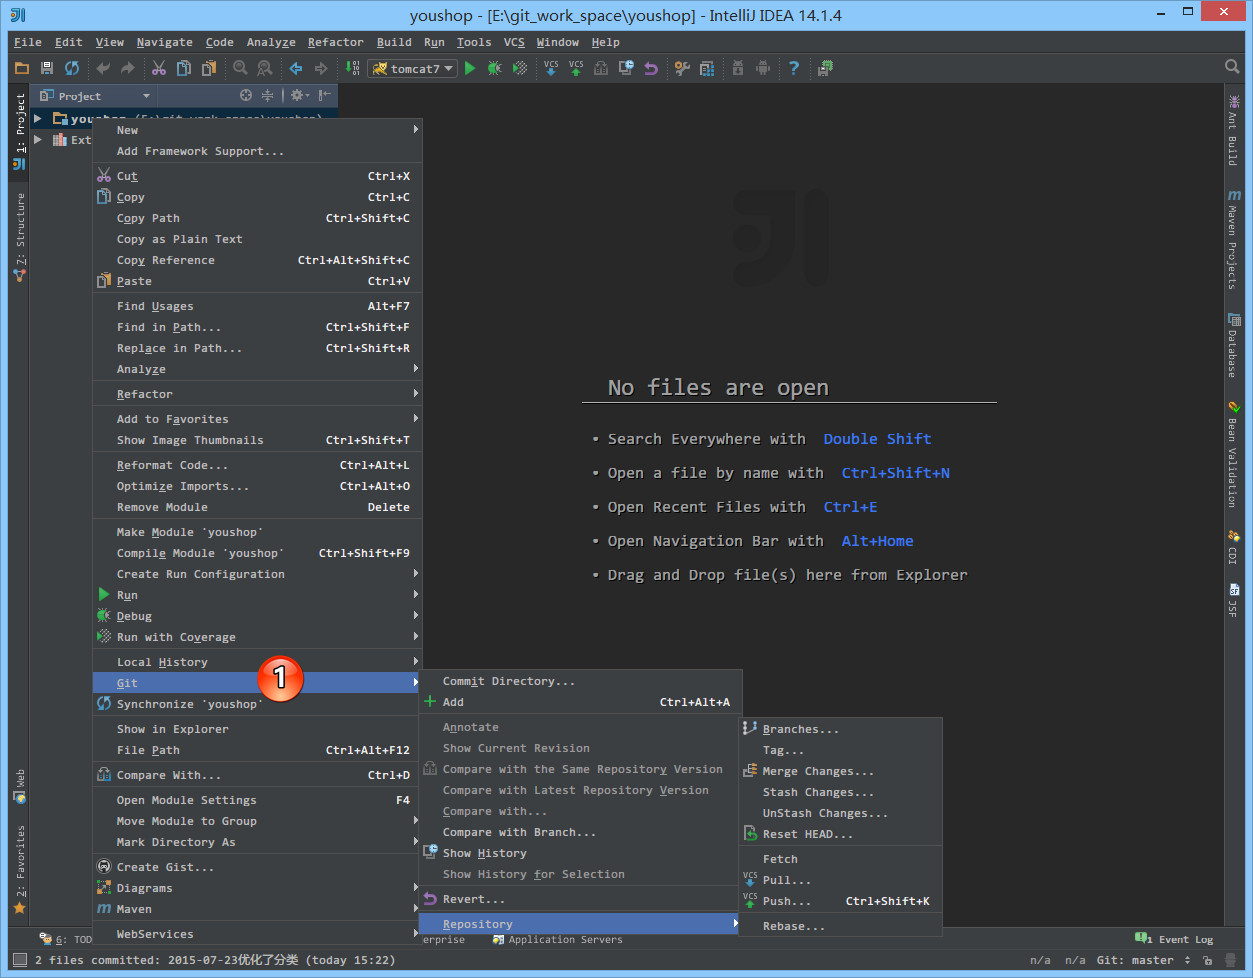 youshop - [E:\git_work_space\youshop] - IntelliJ IDEA 14.1.4
File Edit View Navigate Code Analyze Refactor Build Run Tools VCS Window Help
tomcat7
Project
1: Project
Z: Structure
Web
2: Favorites
New
Add Framework Support...
Cut Ctrl+X
Copy Ctrl+C
Copy Path Ctrl+Shift+C
Copy as Plain Text
Copy Reference Ctrl+Alt+Shift+C
Paste Ctrl+V
Find Usages Alt+F7
Find in Path... Ctrl+Shift+F
Replace in Path... Ctrl+Shift+R
Analyze
Refactor
Add to Favorites
Show Image Thumbnails Ctrl+Shift+T
Reformat Code... Ctrl+Alt+L
Optimize Imports... Ctrl+Alt+O
Remove Module Delete
Make Module 'youshop'
Compile Module 'youshop' Ctrl+Shift+F9
Create Run Configuration
Run
Debug
Run with Coverage
Local History
Git
1
Synchronize 'youshop'
Show in Explorer
File Path Ctrl+Alt+F12
Compare With... Ctrl+D
Open Module Settings F4
Move Module to Group
Mark Directory As
Create Gist...
Diagrams
Maven
WebServices
Commit Directory...
Add Ctrl+Alt+A
Annotate
Show Current Revision
Compare with the Same Repository Version
Compare with Latest Repository Version
Compare with...
Compare with Branch...
Show History
Show History for Selection
Revert...
Repository
Branches...
Tag...
Merge Changes...
Stash Changes...
UnStash Changes...
Reset HEAD...
Fetch
VCS Pull...
VCS Push... Ctrl+Shift+K
Rebase...
No files are open
• Search Everywhere with Double Shift
• Open a file by name with Ctrl+Shift+N
• Open Recent Files with Ctrl+E
• Open Navigation Bar with Alt+Home
• Drag and Drop file(s) here from Explorer
Ant Build
Maven Projects
Database
Bean Validation
CDI
JSF
6: TOD
erprise
Application Servers
1 Event Log
2 files committed: 2015-07-23优化了分类 (today 15:22)
n/a n/a Git: master